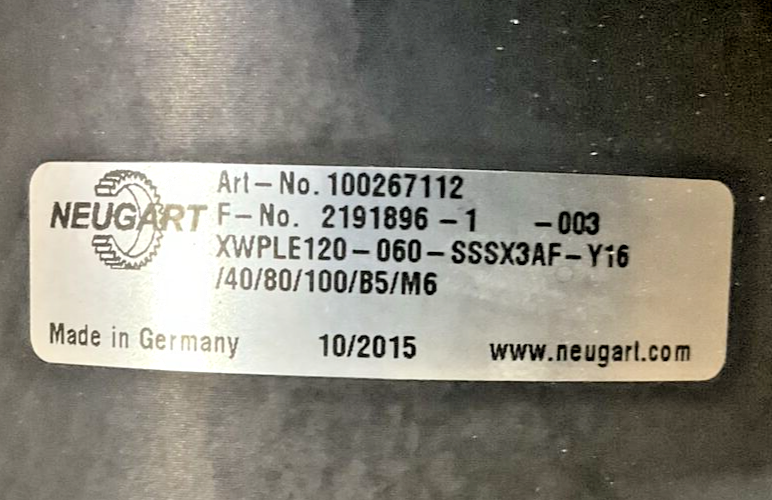 NEUGART
Art-No. 100267112
F-No. 2191896-1 -003
XWPLE120-060-SSSX3AF-Y16
/40/80/100/B5/M6
Made in Germany 10/2015 www.neugart.com